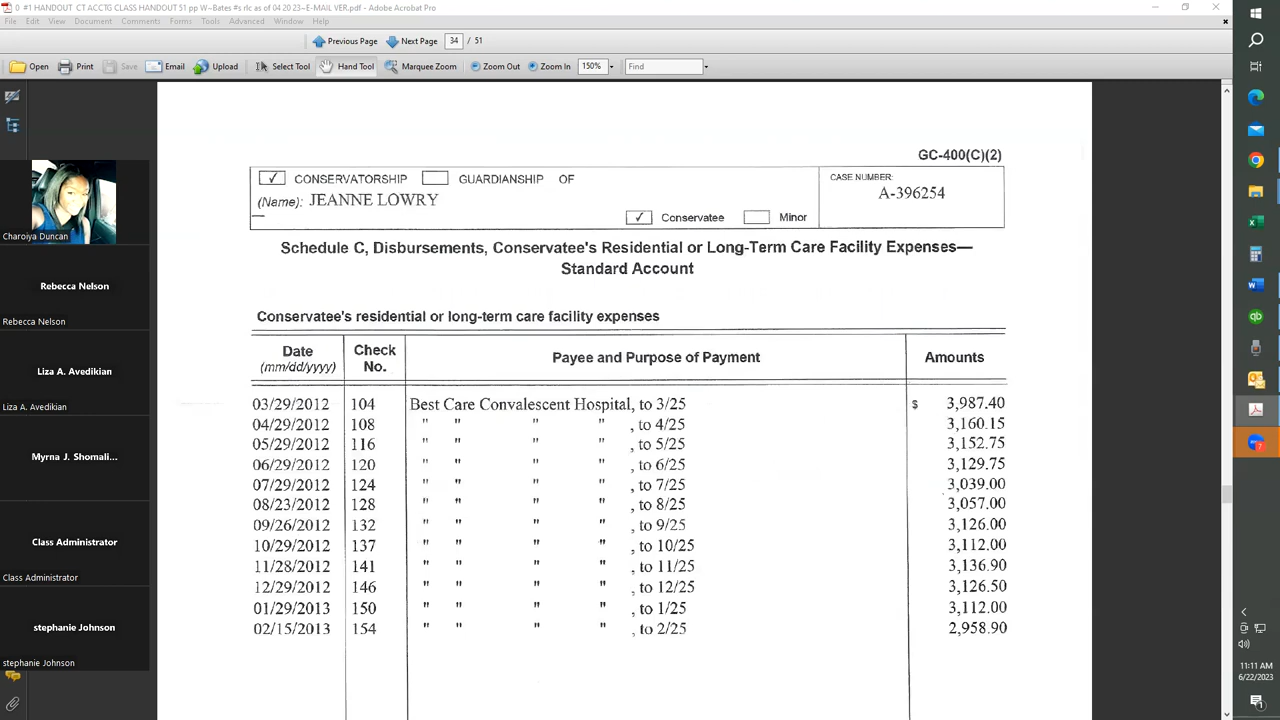 0 #1 HANDOUT CT ACCTG CLASS HANDOUT 51 pp W~Bates #s rlc as of 04 20 23~E-MAIL VER.pdf - Adobe Acrobat Pro
File Edit View Document Comments Forms Tools Advanced Window Help
Previous Page Next Page 34 / 51
Open Print Save Email Upload Select Tool Hand Tool Marquee Zoom Zoom Out Zoom In 150% Find
GC-400(C)(2)
✓ CONSERVATORSHIP GUARDIANSHIP OF
(Name): JEANNE LOWRY
✓ Conservatee Minor
CASE NUMBER:
A-396254
Schedule C, Disbursements, Conservatee's Residential or Long-Term Care Facility Expenses—
Standard Account
Conservatee's residential or long-term care facility expenses
Date (mm/dd/yyyy) Check No. Payee and Purpose of Payment Amounts
03/29/2012 104 Best Care Convalescent Hospital, to 3/25 $ 3,987.40
04/29/2012 108 " " " " , to 4/25 3,160.15
05/29/2012 116 " " " " , to 5/25 3,152.75
06/29/2012 120 " " " " , to 6/25 3,129.75
07/29/2012 124 " " " " , to 7/25 3,039.00
08/23/2012 128 " " " " , to 8/25 3,057.00
09/26/2012 132 " " " " , to 9/25 3,126.00
10/29/2012 137 " " " " , to 10/25 3,112.00
11/28/2012 141 " " " " , to 11/25 3,136.90
12/29/2012 146 " " " " , to 12/25 3,126.50
01/29/2013 150 " " " " , to 1/25 3,112.00
02/15/2013 154 " " " " , to 2/25 2,958.90
Charoiya Duncan
Rebecca Nelson
Rebecca Nelson
Liza A. Avedikian
Liza A. Avedikian
Myrna J. Shomali...
Class Administrator
Class Administrator
stephanie Johnson
stephanie Johnson
11:11 AM
6/22/2023